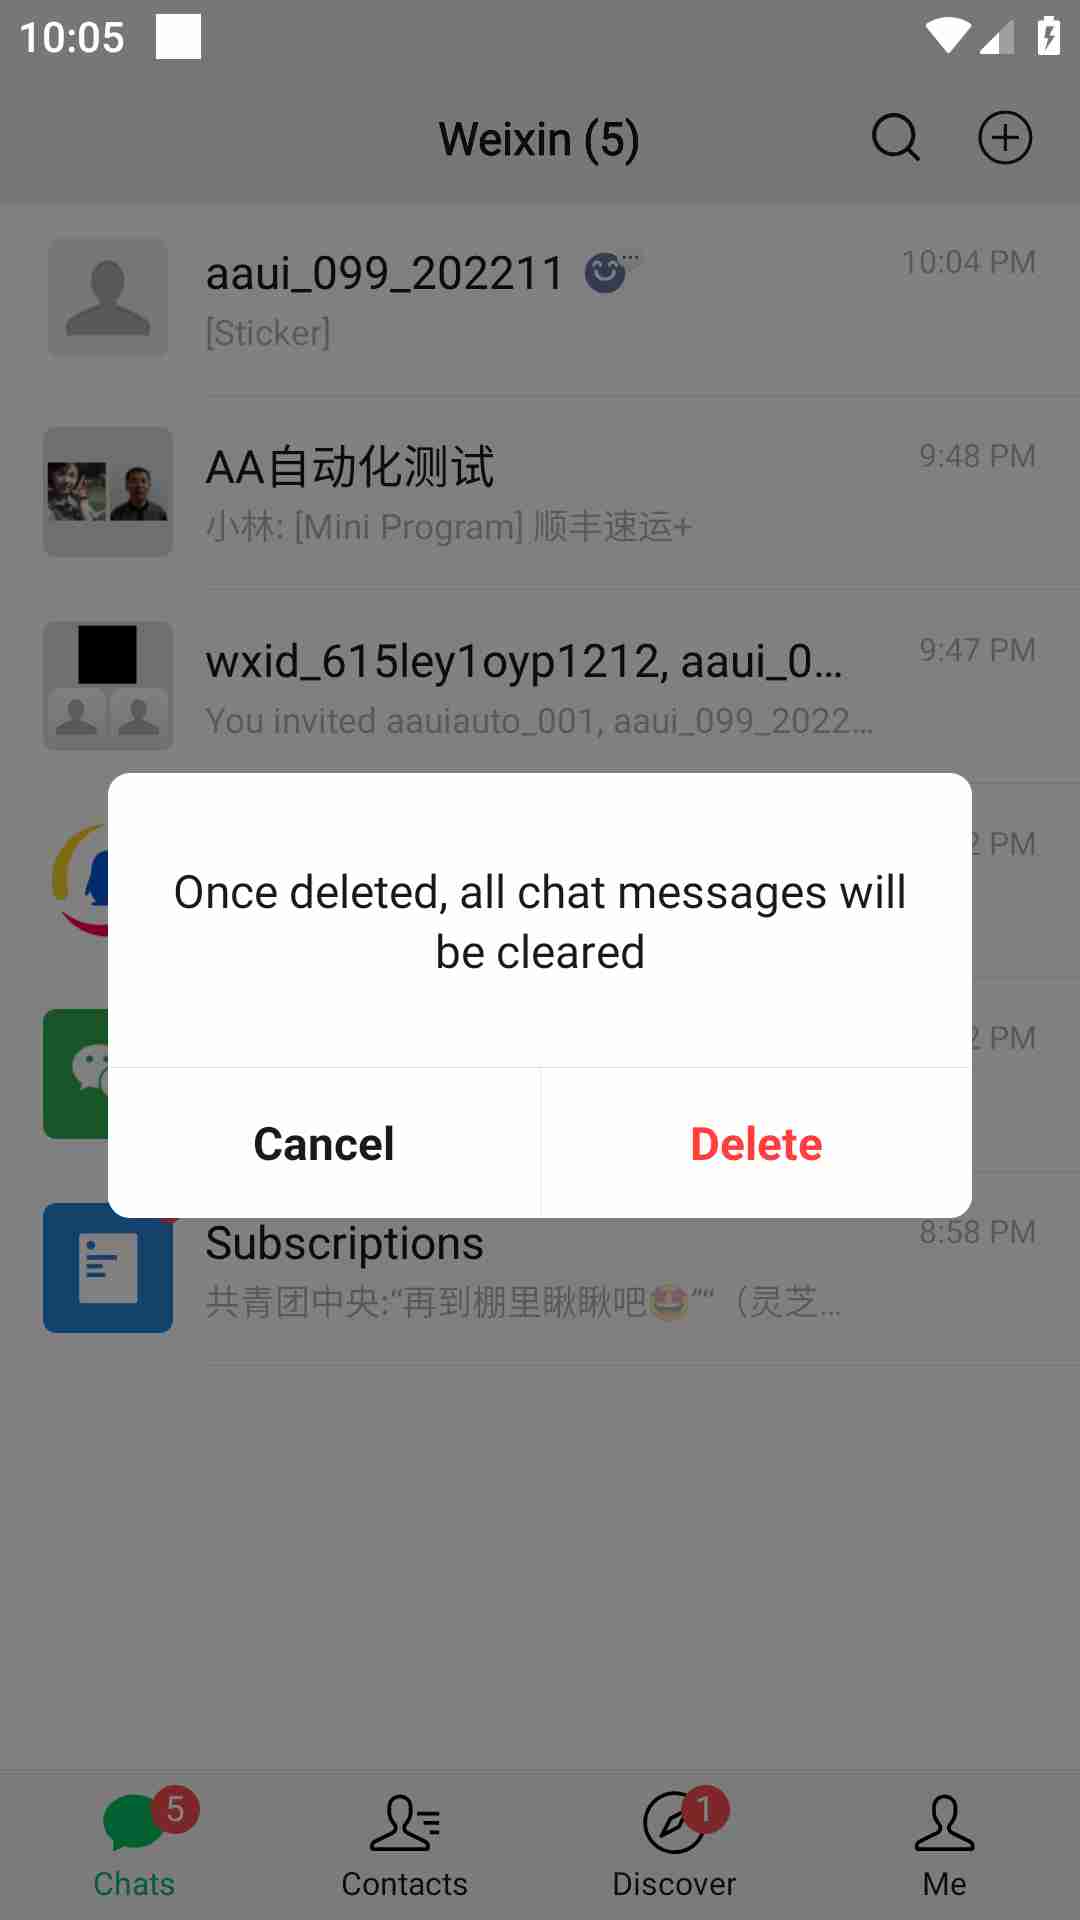 10:05
Weixin (5)
aaui_099_202211
10:04 PM
[Sticker]
AA自动化测试
9:48 PM
小林: [Mini Program] 顺丰速运+
wxid_615ley1oyp1212, aaui_0...
9:47 PM
You invited aauiauto_001, aaui_099_2022...
2 PM
Once deleted, all chat messages will
be cleared
2 PM
Cancel
Delete
Subscriptions
8:58 PM
共青团中央:“再到棚里瞅瞅吧🤩”“（灵芝...
5
1
Chats
Contacts
Discover
Me